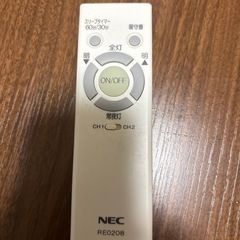 スリープタイマー
60分/30分
留守番
全灯
暗
明
ON/OFF
常夜灯
CH1
CH2
NEC
RE0208